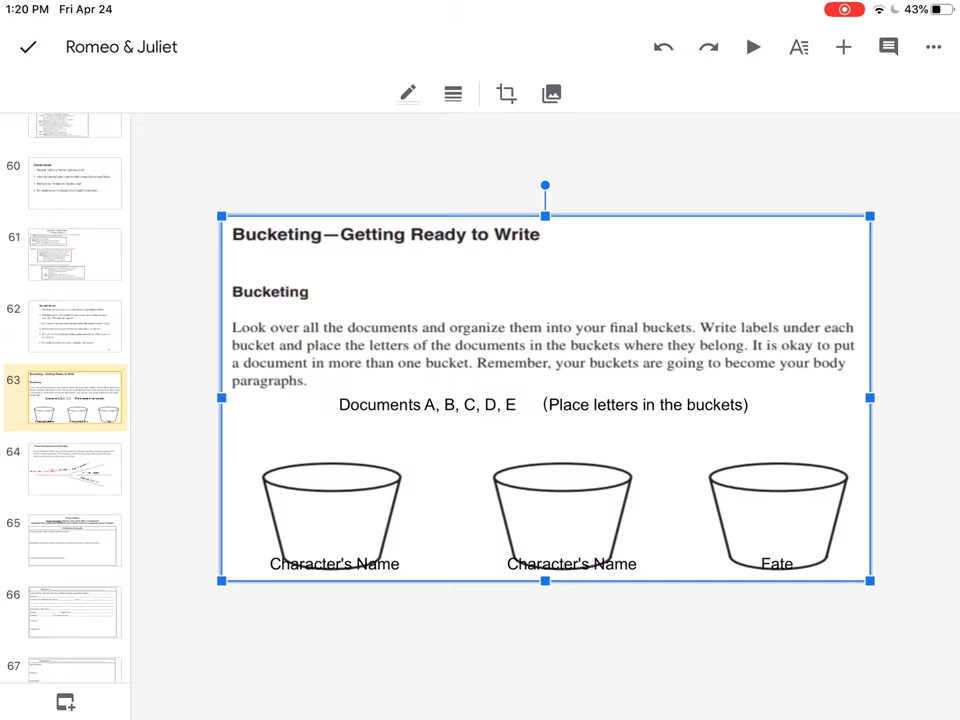 1:20 PM Fri Apr 24
43%
Romeo & Juliet
60
61
62
63
64
65
66
67
Bucketing—Getting Ready to Write
Bucketing
Look over all the documents and organize them into your final buckets. Write labels under each
bucket and place the letters of the documents in the buckets where they belong. It is okay to put
a document in more than one bucket. Remember, your buckets are going to become your body
paragraphs.
Documents A, B, C, D, E (Place letters in the buckets)
Character's Name Character's Name Fate